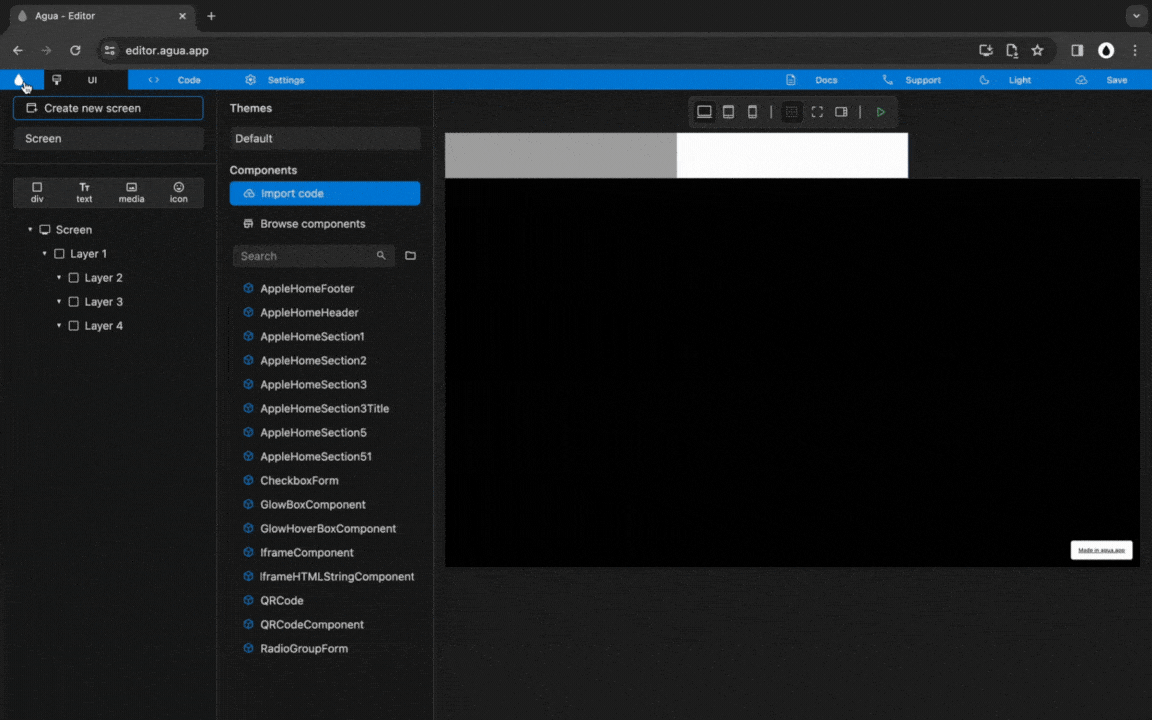 Agua - Editor
editor.agua.app
UI
Code
Settings
Docs
Support
Light
Save
Create new screen
Screen
div
text
media
icon
Screen
Layer 1
Layer 2
Layer 3
Layer 4
Themes
Default
Components
Import code
Browse components
Search
AppleHomeFooter
AppleHomeHeader
AppleHomeSection1
AppleHomeSection2
AppleHomeSection3
AppleHomeSection3Title
AppleHomeSection5
AppleHomeSection51
CheckboxForm
GlowBoxComponent
GlowHoverBoxComponent
IframeComponent
IframeHTMLStringComponent
QRCode
QRCodeComponent
RadioGroupForm
Made in agua.app